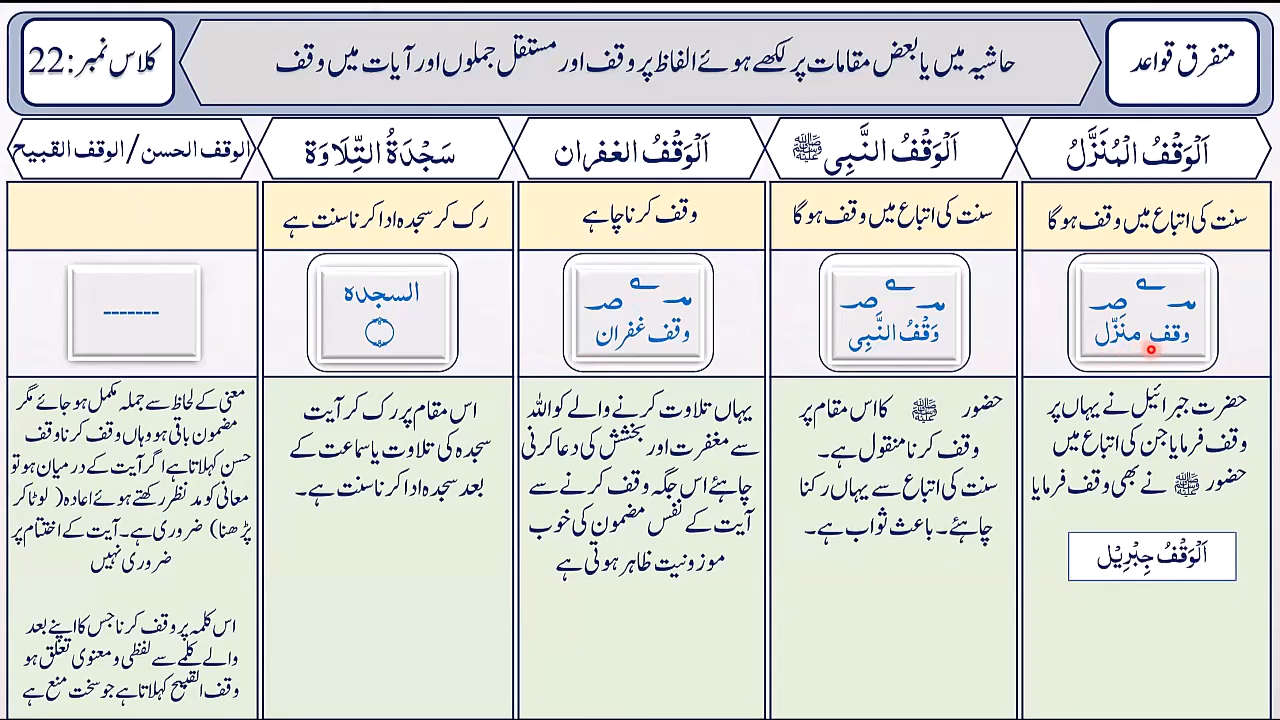 متفرق قواعد
حاشیہ میں یا بعض مقامات پر لکھے ہوئے الفاظ پر وقف اور مستقل جملوں اور آیات میں وقف
کلاس نمبر: 22
اَلْوَقْفُ الْمُنَزَّلُ
سنت کی اتباع میں وقف ہوگا
وقف منَزّل
حضرت جبرائیل نے یہاں پر
وقف فرمایا جن کی اتباع میں
حضور ﷺ نے بھی وقف فرمایا
اَلْوَقْفُ جِبْرِیْل
اَلْوَقْفُ النَّبِی ﷺ
سنت کی اتباع میں وقف ہوگا
وَقْفُ النَّبِی
حضور ﷺ کا اس مقام پر
وقف کرنا منقول ہے۔
سنت کی اتباع سے یہاں رکنا
چاہئے۔ باعث ثواب ہے۔
اَلْوَقْفُ الغفران
وقف کرنا چاہے
وقف غفران
یہاں تلاوت کرنے والے کو اللہ
سے مغفرت اور بخشش کی دعا کرنی
چاہئے اس جگہ وقف کرنے سے
آیت کے نفس مضمون کی خوب
موزونیت ظاہر ہوتی ہے
سَجْدَۃُ التِّلَاوَۃ
رک کر سجدہ ادا کرنا سنت ہے
السجدہ
اس مقام پر رک کر آیت
سجدہ کی تلاوت یا سماعت کے
بعد سجدہ ادا کرنا سنت ہے۔
الوقف الحسن / الوقف القبیح
-------
معنی کے لحاظ سے جملہ مکمل ہو جائے مگر
مضمون باقی ہو وہاں وقف کرنا وقف
حسن کہلاتا ہے اگر آیت کے درمیان ہو تو
معانی کو مد نظر رکھتے ہوئے اعادہ (لوٹا کر
پڑھنا) ضروری ہے۔ آیت کے اختتام پر
ضروری نہیں
اس کلمہ پر وقف کرنا جس کا اپنے بعد
والے کلمے سے لفظی و معنوی تعلق ہو
وقف القبیح کہلاتا ہے جو سخت منع ہے